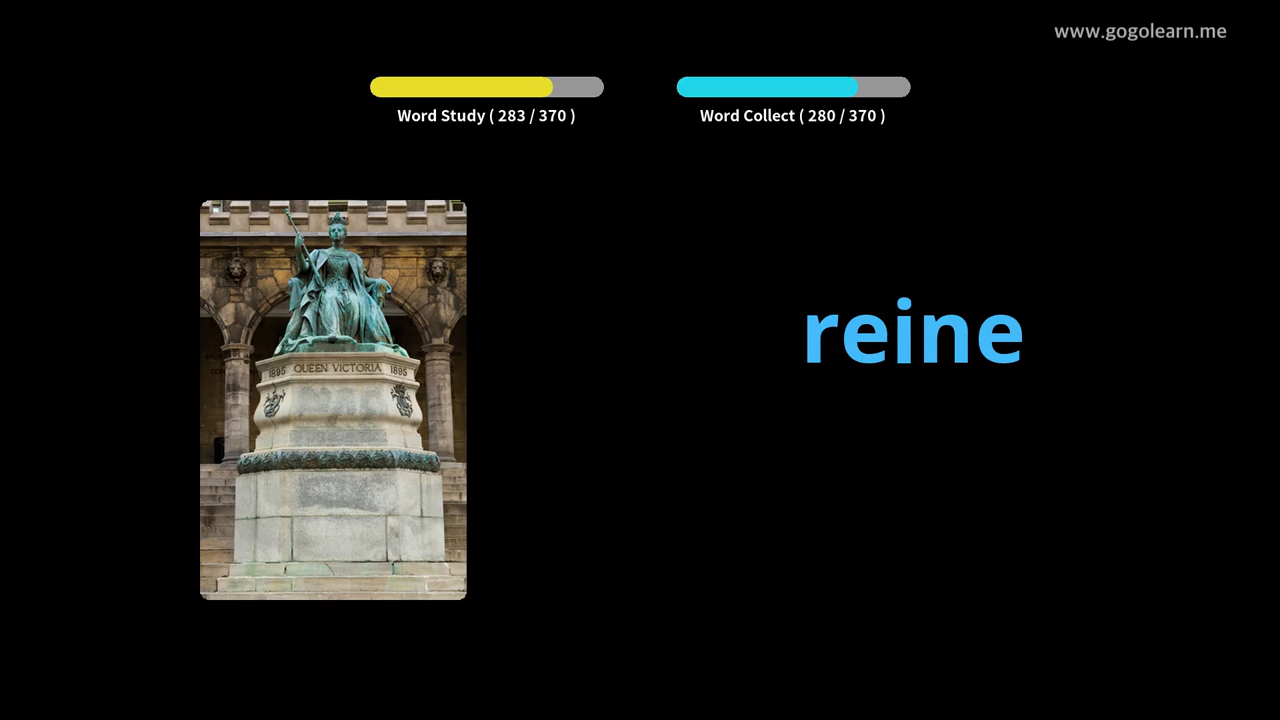 www.gogolearn.me
Word Study ( 283 / 370 )
Word Collect ( 280 / 370 )
reine
1895 QUEEN VICTORIA 1895